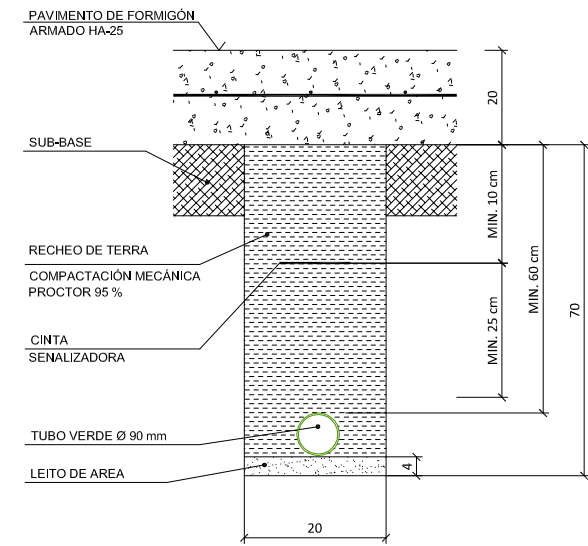 PAVIMENTO DE FORMIGÓN
ARMADO HA-25
20
SUB-BASE
MIN. 10 cm
RECHEO DE TERRA
COMPACTACIÓN MECÁNICA
PROCTOR 95 %
MIN. 60 cm
70
CINTA
SENALIZADORA
MIN. 25 cm
TUBO VERDE Ø 90 mm
LEITO DE AREA
4
20